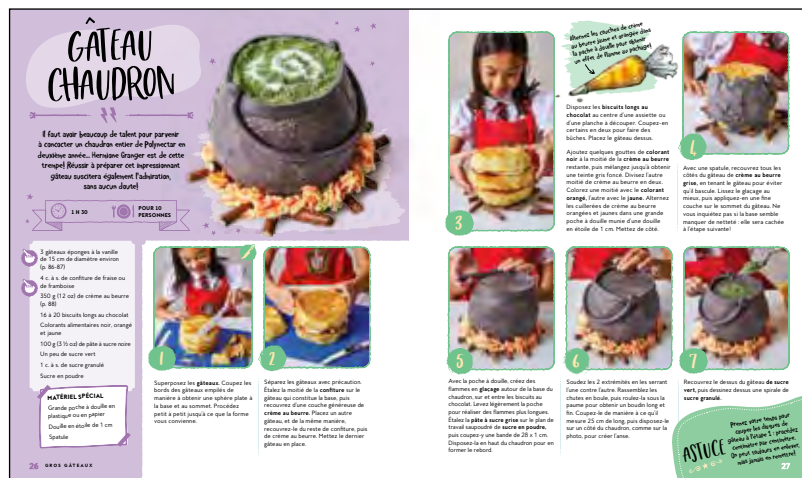 GÂTEAU
CHAUDRON
Il faut avoir beaucoup de talent pour parvenir
à concocter un chaudron entier de Polynectar en
deuxième année... Hermione Granger est de cette
trempe! Réussir à préparer cet impressionnant
gâteau suscitera également l'admiration,
sans aucun doute!
1 H 30
POUR 10
PERSONNES
3 gâteaux éponges à la vanille
de 15 cm de diamètre environ
(p. 86-87)
4 c. à s. de confiture de fraise ou
de framboise
350 g (12 oz) de crème au beurre
(p. 88)
16 à 20 biscuits longs au chocolat
Colorants alimentaires noir, orangé
et jaune
100 g (3 ½ oz) de pâte à sucre noire
Un peu de sucre vert
1 c. à s. de sucre granulé
Sucre en poudre
MATÉRIEL SPÉCIAL
Grande poche à douille en
plastique ou en papier
Douille en étoile de 1 cm
Spatule
1
Superposez les gâteaux. Coupez les
bords des gâteaux empilés de
manière à obtenir une sphère plate à
la base et au sommet. Procédez
petit à petit jusqu'à ce que la forme
vous convienne.
2
Séparez les gâteaux avec précaution.
Étalez la moitié de la confiture sur le
gâteau qui constitue la base, puis
recouvrez d'une couche généreuse de
crème au beurre. Placez un autre
gâteau, et de la même manière,
recouvrez-le du reste de confiture, puis
de crème au beurre. Mettez le dernier
gâteau en place.
26 GROS GÂTEAUX
3
Alternez les couches de crème
au beurre jaune et orangée dans
la poche à douille pour obtenir
un effet de flamme au pochage!
Disposez les biscuits longs au
chocolat au centre d'une assiette ou
d'une planche à découper. Coupez-en
certains en deux pour faire des
bûches. Placez le gâteau dessus.
Ajoutez quelques gouttes de colorant
noir à la moitié de la crème au beurre
restante, puis mélangez jusqu'à obtenir
une teinte gris foncé. Divisez l'autre
moitié de crème au beurre en deux.
Colorez une moitié avec le colorant
orangé, l'autre avec le jaune. Alternez
les cuillerées de crème au beurre
orangées et jaunes dans une grande
poche à douille munie d'une douille
en étoile de 1 cm. Mettez de côté.
4
Avec une spatule, recouvrez tous les
côtés du gâteau de crème au beurre
grise, en tenant le gâteau pour éviter
qu'il bascule. Lissez le glaçage au
mieux, puis appliquez-en une fine
couche sur le sommet du gâteau. Ne
vous inquiétez pas si la base semble
manquer de netteté : elle sera cachée
à l'étape suivante!
5
Avec la poche à douille, créez des
flammes en glaçage autour de la base du
chaudron, sur et entre les biscuits au
chocolat. Levez légèrement la poche
pour réaliser des flammes plus longues.
Étalez la pâte à sucre grise sur le plan de
travail saupoudré de sucre en poudre,
puis coupez-y une bande de 28 x 1 cm.
Disposez-la en haut du chaudron pour en
former le rebord.
6
Soudez les 2 extrémités en les serrant
l'une contre l'autre. Rassemblez les
chutes en boule, puis roulez-la sous la
paume pour obtenir un boudin long et
fin. Coupez-le de manière à ce qu'il
mesure 25 cm de long, puis disposez-le
sur un côté du chaudron, comme sur la
photo, pour créer l'anse.
7
Recouvrez le dessus du gâteau de sucre
vert, puis dessinez dessus une spirale de
sucre granulé.
ASTUCE
Prenez votre temps pour
couper les disques de
gâteau à l'étape 1 : procédez
centimètre par centimètre.
On peut toujours en enlever,
mais jamais en remettre!
27